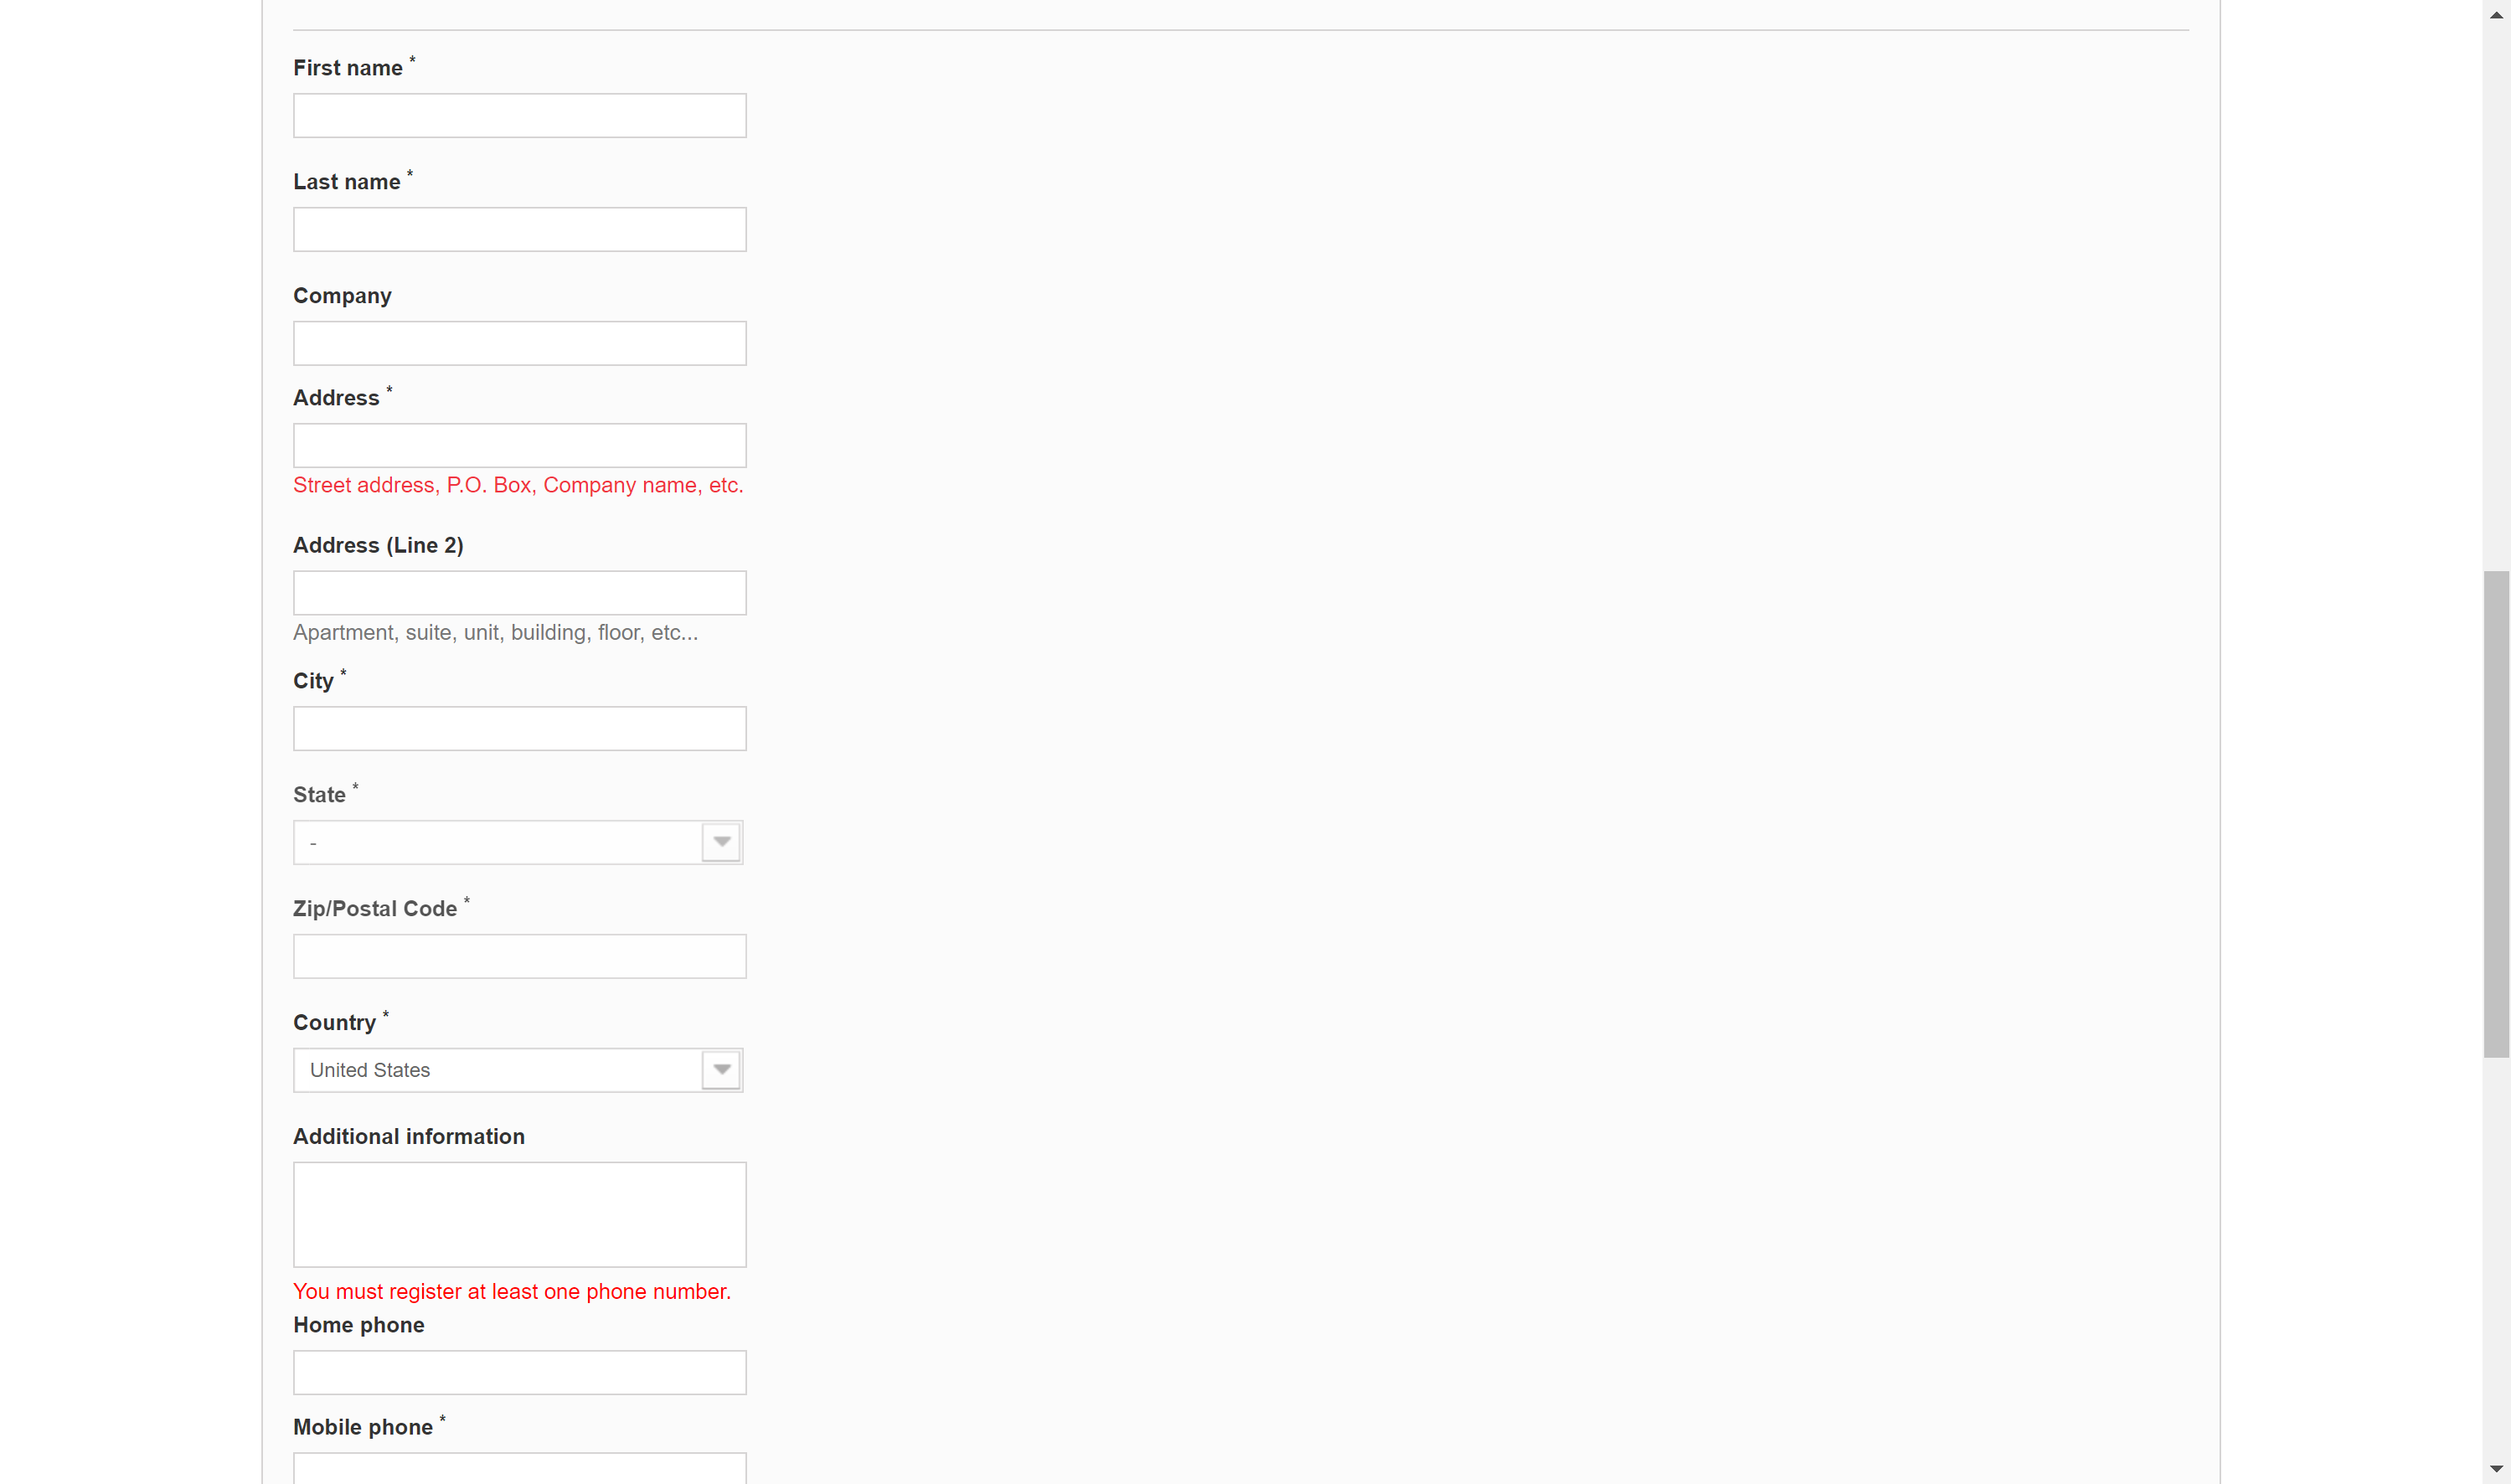 First name *
Last name *
Company
Address *
Street address, P.O. Box, Company name, etc.
Address (Line 2)
Apartment, suite, unit, building, floor, etc...
City *
State *
-
Zip/Postal Code *
Country *
United States
Additional information
You must register at least one phone number.
Home phone
Mobile phone *